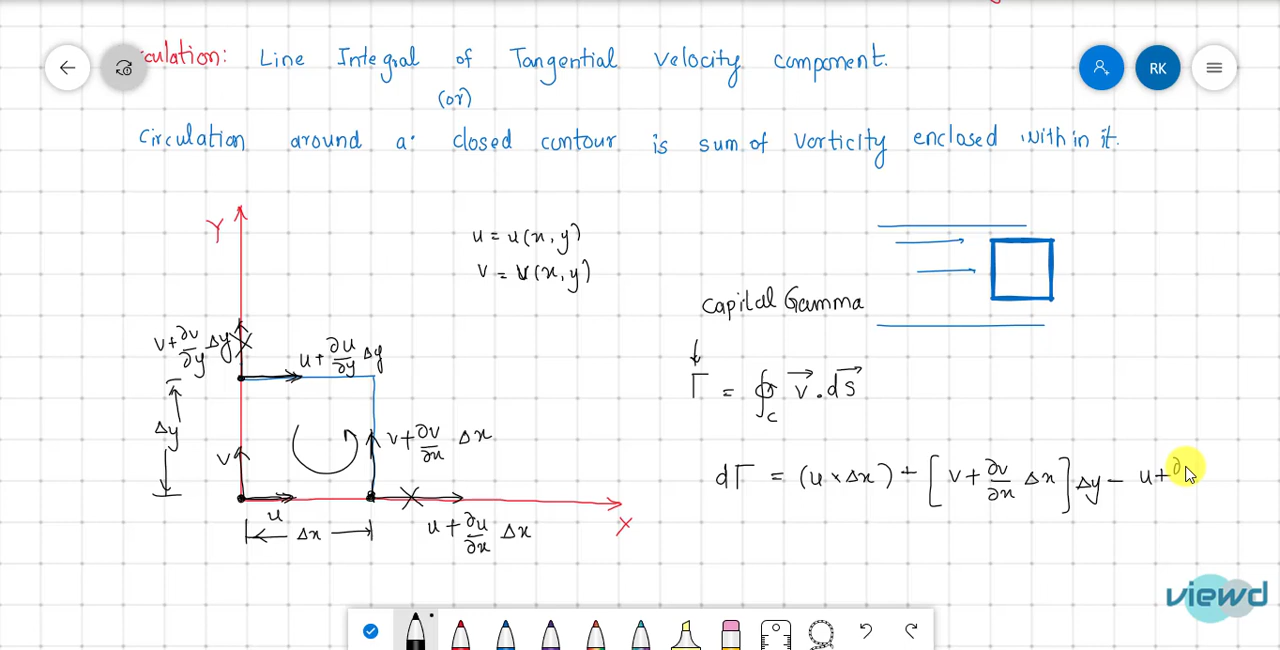 culation: Line Integral of Tangential Velocity component.
(or)
Circulation around a closed contour is sum of Vorticity enclosed with in it.
RK
Y
u = u(x, y)
v = v(x, y)
Capital Gamma
v + ∂v/∂y Δy
u + ∂u/∂y Δy
Γ = ∮c v⃗ . ds⃗
Δy
v
v + ∂v/∂x Δx
dΓ = (u × Δx) + [v + ∂v/∂x Δx] Δy - u + ∂
u
Δx
u + ∂u/∂x Δx
X
viewd